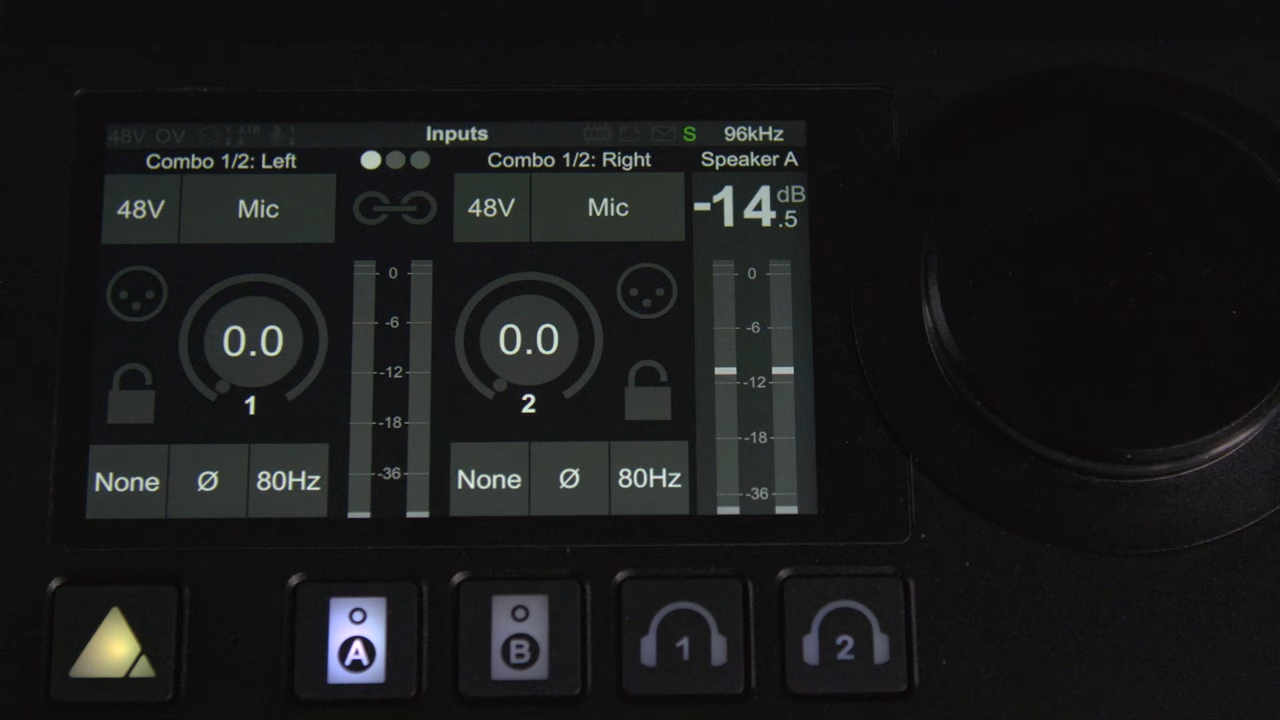 48V OV Inputs S 96kHz
Combo 1/2: Left Combo 1/2: Right Speaker A
48V Mic 48V Mic -14.5 dB
0 0
-6 -6
0.0 0.0
-12 -12
1 2
-18 -18
None Ø 80Hz None Ø 80Hz
-36 -36
A B 1 2